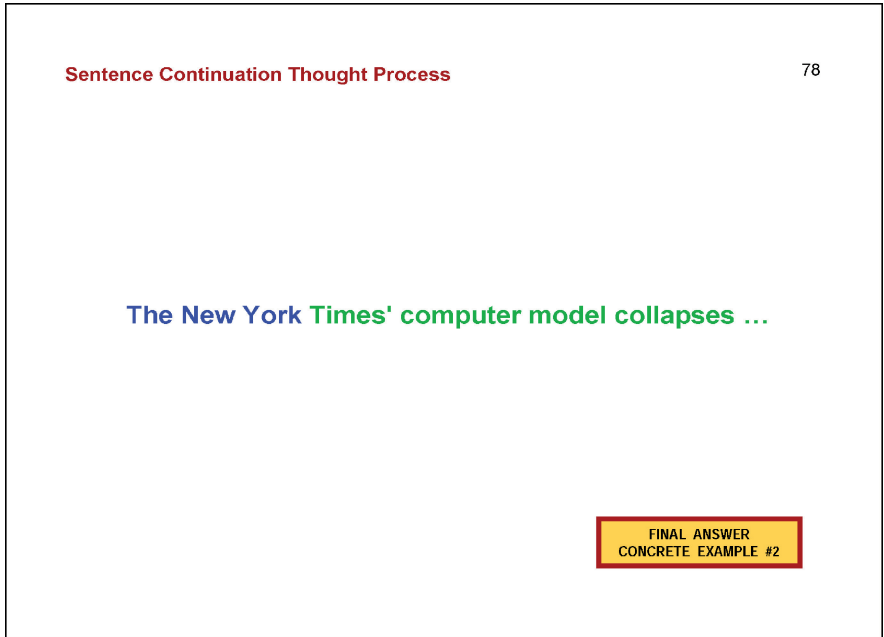 Sentence Continuation Thought Process
78
The New York Times' computer model collapses …
FINAL ANSWER
CONCRETE EXAMPLE #2